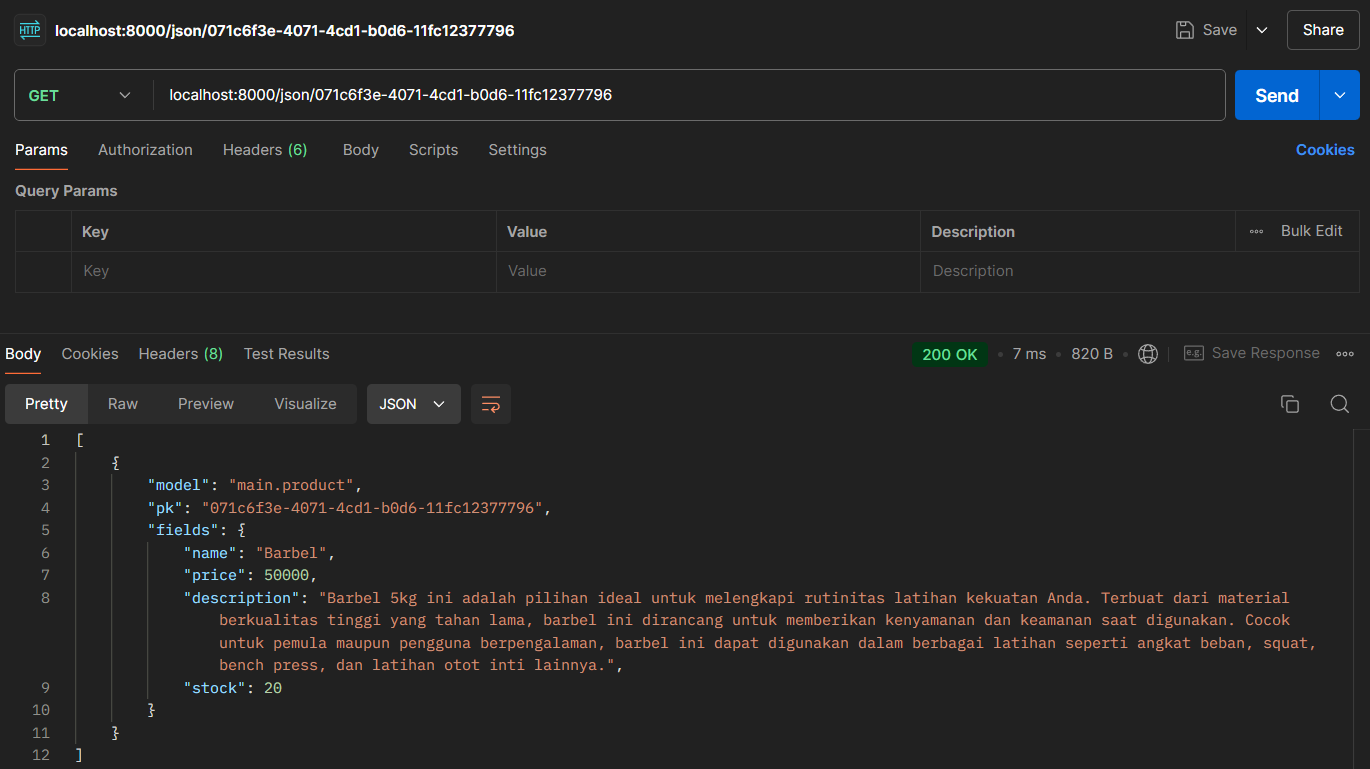 HTTP localhost:8000/json/071c6f3e-4071-4cd1-b0d6-11fc12377796 Save Share
GET localhost:8000/json/071c6f3e-4071-4cd1-b0d6-11fc12377796 Send
Params Authorization Headers (6) Body Scripts Settings Cookies
Query Params
Key Value Description Bulk Edit
Key Value Description
Body Cookies Headers (8) Test Results 200 OK 7 ms 820 B e.g. Save Response
Pretty Raw Preview Visualize JSON
1 [
2 {
3 "model": "main.product",
4 "pk": "071c6f3e-4071-4cd1-b0d6-11fc12377796",
5 "fields": {
6 "name": "Barbel",
7 "price": 50000,
8 "description": "Barbel 5kg ini adalah pilihan ideal untuk melengkapi rutinitas latihan kekuatan Anda. Terbuat dari material
berkualitas tinggi yang tahan lama, barbel ini dirancang untuk memberikan kenyamanan dan keamanan saat digunakan. Cocok
untuk pemula maupun pengguna berpengalaman, barbel ini dapat digunakan dalam berbagai latihan seperti angkat beban, squat,
bench press, dan latihan otot inti lainnya.",
9 "stock": 20
10 }
11 }
12 ]